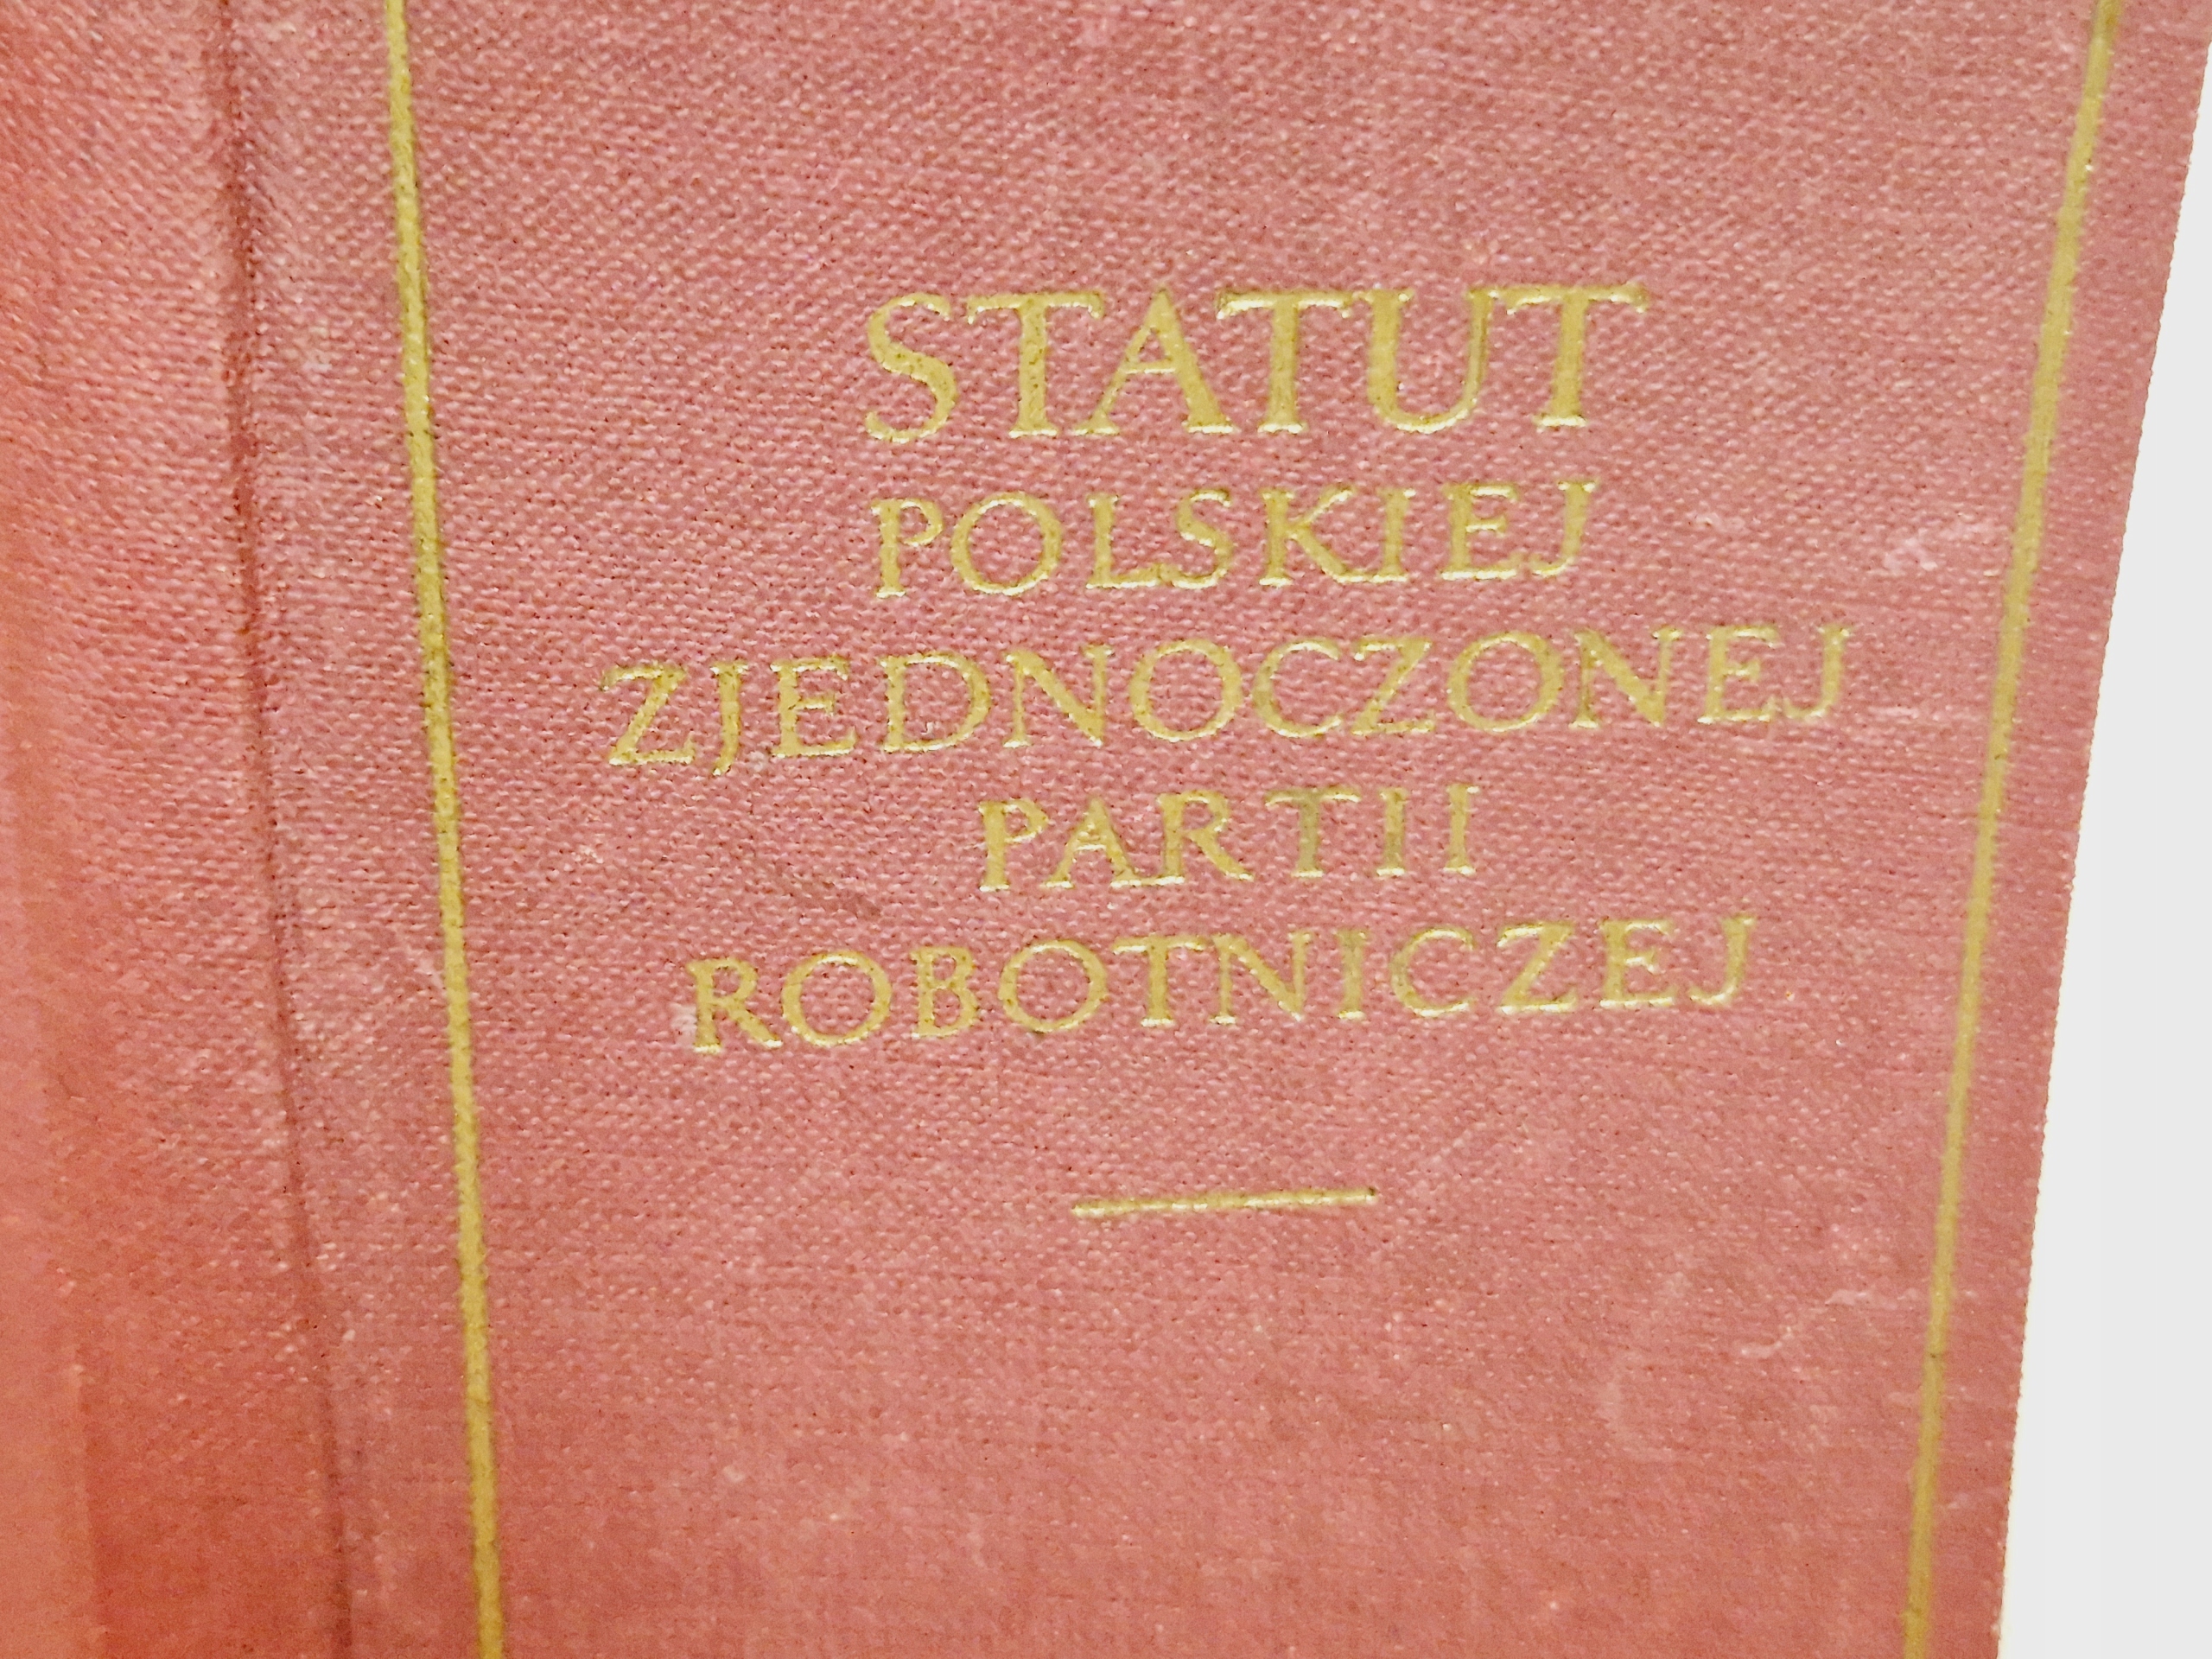 STATUT
POLSKIEJ
ZJEDNOCZONEJ
PARTII
ROBOTNICZEJ